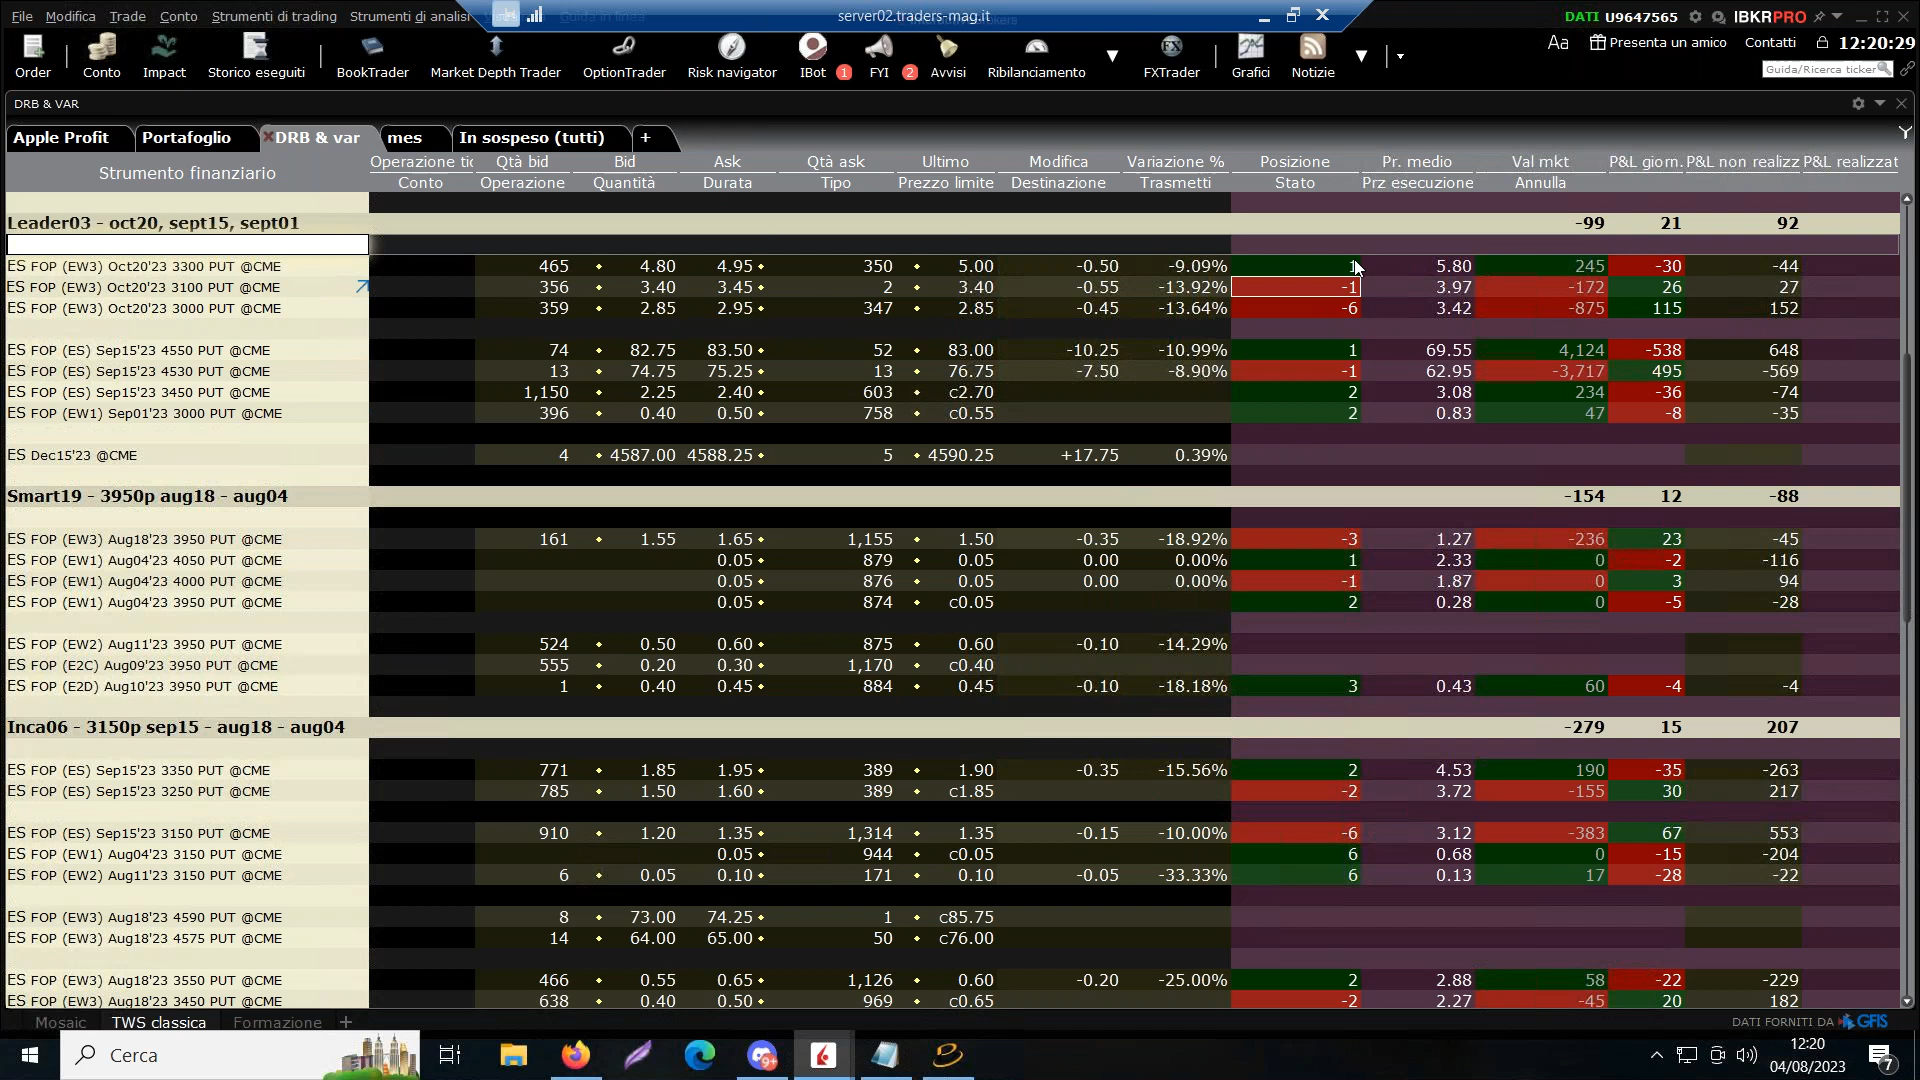 File Modifica Trade Conto Strumenti di trading Strumenti di analisi server02.traders-mag.it DATI U9647565 IBKRPRO
Order Conto Impact Storico eseguiti BookTrader Market Depth Trader OptionTrader Risk navigator IBot 1 FYI 2 Avvisi Ribilanciamento FXTrader Grafici Notizie Aa Presenta un amico Contatti 12:20:29
Guida/Ricerca ticker
DRB & VAR
Apple Profit Portafoglio DRB & var mes In sospeso (tutti) +
Strumento finanziario
Operazione tic Qtà bid Bid Ask Qtà ask Ultimo Modifica Variazione % Posizione Pr. medio Val mkt P&L giorn. P&L non realizz P&L realizzat
Conto Operazione Quantità Durata Tipo Prezzo limite Destinazione Trasmetti Stato Prz esecuzione Annulla
Leader03 - oct20, sept15, sept01 -99 21 92
ES FOP (EW3) Oct20'23 3300 PUT @CME 465 • 4.80 4.95 • 350 • 5.00 -0.50 -9.09% 1 5.80 245 -30 -44
ES FOP (EW3) Oct20'23 3100 PUT @CME 356 • 3.40 3.45 • 2 • 3.40 -0.55 -13.92% -1 3.97 -172 26 27
ES FOP (EW3) Oct20'23 3000 PUT @CME 359 • 2.85 2.95 • 347 • 2.85 -0.45 -13.64% -6 3.42 -875 115 152
ES FOP (ES) Sep15'23 4550 PUT @CME 74 • 82.75 83.50 • 52 • 83.00 -10.25 -10.99% 1 69.55 4,124 -538 648
ES FOP (ES) Sep15'23 4530 PUT @CME 13 • 74.75 75.25 • 13 • 76.75 -7.50 -8.90% -1 62.95 -3,717 495 -569
ES FOP (ES) Sep15'23 3450 PUT @CME 1,150 • 2.25 2.40 • 603 • c2.70 2 3.08 234 -36 -74
ES FOP (EW1) Sep01'23 3000 PUT @CME 396 • 0.40 0.50 • 758 • c0.55 2 0.83 47 -8 -35
ES Dec15'23 @CME 4 • 4587.00 4588.25 • 5 • 4590.25 +17.75 0.39%
Smart19 - 3950p aug18 - aug04 -154 12 -88
ES FOP (EW3) Aug18'23 3950 PUT @CME 161 • 1.55 1.65 • 1,155 • 1.50 -0.35 -18.92% -3 1.27 -236 23 -45
ES FOP (EW1) Aug04'23 4050 PUT @CME 0.05 • 879 • 0.05 0.00 0.00% 1 2.33 0 -2 -116
ES FOP (EW1) Aug04'23 4000 PUT @CME 0.05 • 876 • 0.05 0.00 0.00% -1 1.87 0 3 94
ES FOP (EW1) Aug04'23 3950 PUT @CME 0.05 • 874 • c0.05 2 0.28 0 -5 -28
ES FOP (EW2) Aug11'23 3950 PUT @CME 524 • 0.50 0.60 • 875 • 0.60 -0.10 -14.29%
ES FOP (E2C) Aug09'23 3950 PUT @CME 555 • 0.20 0.30 • 1,170 • c0.40
ES FOP (E2D) Aug10'23 3950 PUT @CME 1 • 0.40 0.45 • 884 • 0.45 -0.10 -18.18% 3 0.43 60 -4 -4
Inca06 - 3150p sep15 - aug18 - aug04 -279 15 207
ES FOP (ES) Sep15'23 3350 PUT @CME 771 • 1.85 1.95 • 389 • 1.90 -0.35 -15.56% 2 4.53 190 -35 -263
ES FOP (ES) Sep15'23 3250 PUT @CME 785 • 1.50 1.60 • 389 • c1.85 -2 3.72 -155 30 217
ES FOP (ES) Sep15'23 3150 PUT @CME 910 • 1.20 1.35 • 1,314 • 1.35 -0.15 -10.00% -6 3.12 -383 67 553
ES FOP (EW1) Aug04'23 3150 PUT @CME 0.05 • 944 • c0.05 6 0.68 0 -15 -204
ES FOP (EW2) Aug11'23 3150 PUT @CME 6 • 0.05 0.10 • 171 • 0.10 -0.05 -33.33% 6 0.13 17 -28 -22
ES FOP (EW3) Aug18'23 4590 PUT @CME 8 • 73.00 74.25 • 1 • c85.75
ES FOP (EW3) Aug18'23 4575 PUT @CME 14 • 64.00 65.00 • 50 • c76.00
ES FOP (EW3) Aug18'23 3550 PUT @CME 466 • 0.55 0.65 • 1,126 • 0.60 -0.20 -25.00% 2 2.88 58 -22 -229
ES FOP (EW3) Aug18'23 3450 PUT @CME 638 • 0.40 0.50 • 969 • c0.65 -2 2.27 -45 20 182
Mosaic TWS classica Formazione + DATI FORNITI DA GFIS
Cerca 9+ 12:20
04/08/2023 7